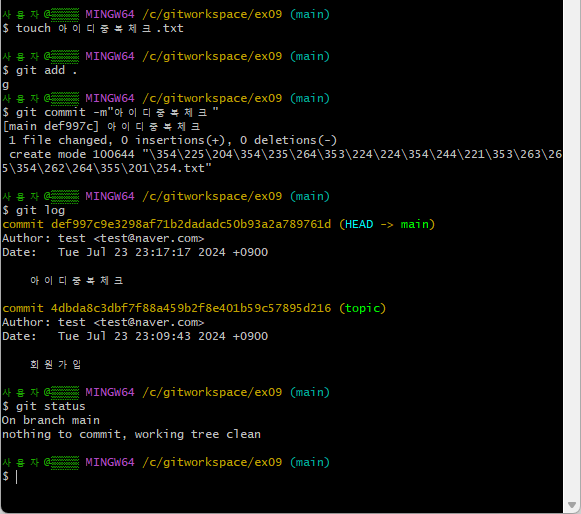 사용자@▒▒▒▒ MINGW64 /c/gitworkspace/ex09 (main)
$ touch 아이디중복체크.txt
사용자@▒▒▒▒ MINGW64 /c/gitworkspace/ex09 (main)
$ git add .
g
사용자@▒▒▒▒ MINGW64 /c/gitworkspace/ex09 (main)
$ git commit -m"아이디중복체크"
[main def997c] 아이디중복체크
1 file changed, 0 insertions(+), 0 deletions(-)
create mode 100644 "\354\225\204\354\235\264\353\224\224\354\244\221\353\263\26
5\354\262\264\355\201\254.txt"
사용자@▒▒▒▒ MINGW64 /c/gitworkspace/ex09 (main)
$ git log
commit def997c9e3298af71b2dadadc50b93a2a789761d (HEAD -> main)
Author: test <test@naver.com>
Date:   Tue Jul 23 23:17:17 2024 +0900
아이디중복체크
commit 4dbda8c3dbf7f88a459b2f8e401b59c57895d216 (topic)
Author: test <test@naver.com>
Date:   Tue Jul 23 23:09:43 2024 +0900
회원가입
사용자@▒▒▒▒ MINGW64 /c/gitworkspace/ex09 (main)
$ git status
On branch main
nothing to commit, working tree clean
사용자@▒▒▒▒ MINGW64 /c/gitworkspace/ex09 (main)
$